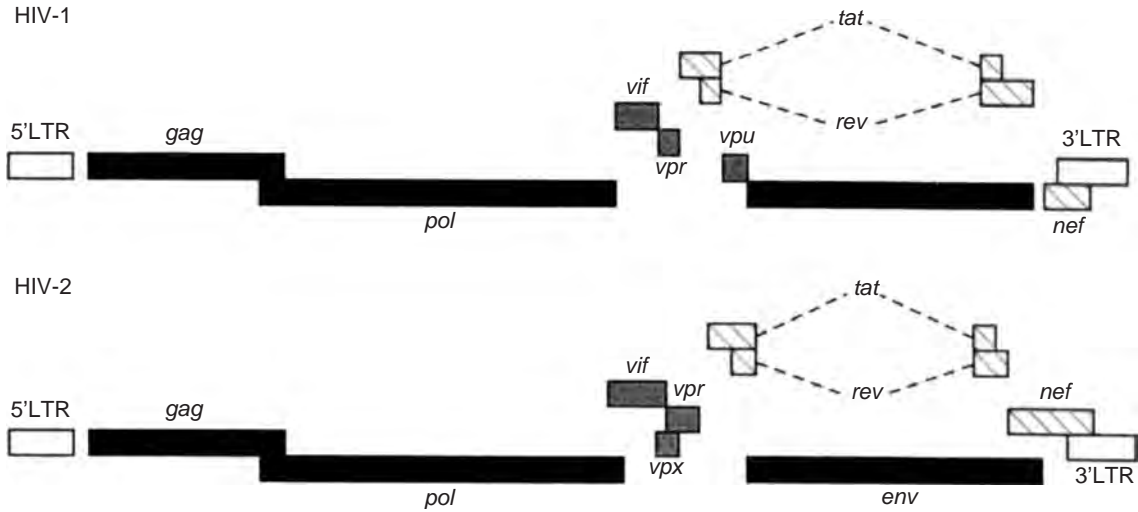 HIV-1
tat
vif
rev
5'LTR
gag
vpu
3'LTR
vpr
pol
nef
HIV-2
tat
vif
vpr
rev
nef
5'LTR
gag
vpx
3'LTR
pol
env